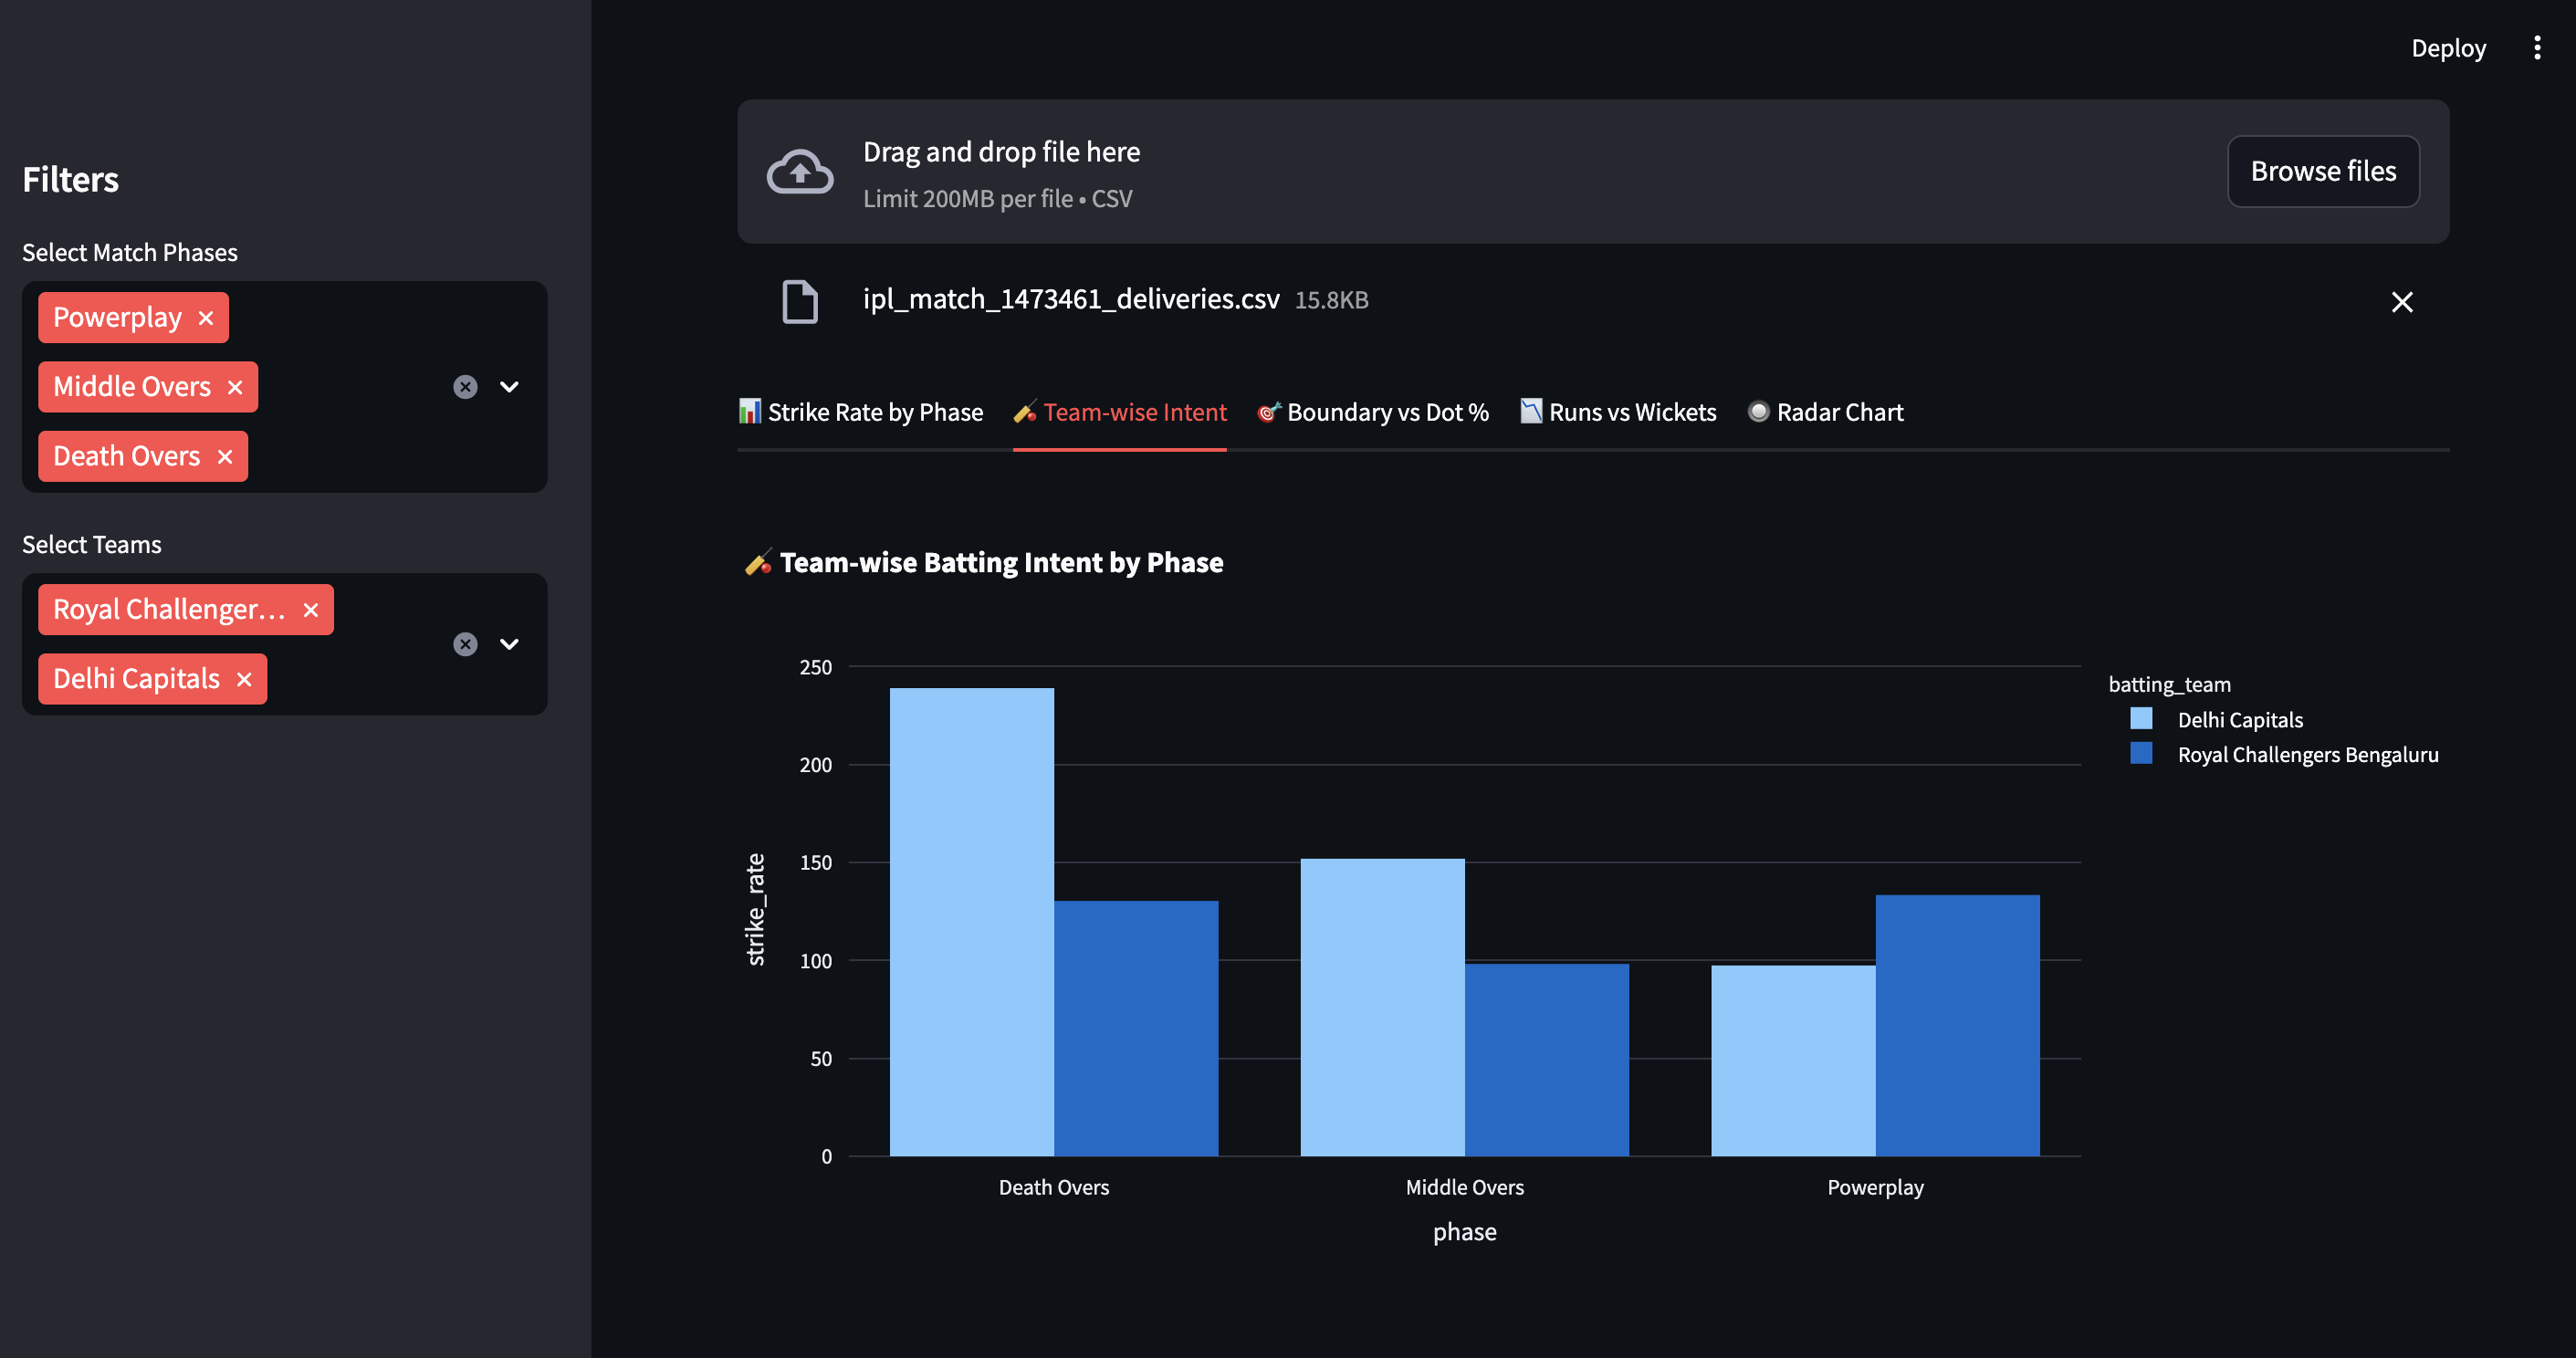 Deploy
Filters
Select Match Phases
Powerplay
Middle Overs
Death Overs
Select Teams
Royal Challenger...
Delhi Capitals
Drag and drop file here
Limit 200MB per file • CSV
Browse files
ipl_match_1473461_deliveries.csv 15.8KB
Strike Rate by Phase Team-wise Intent Boundary vs Dot % Runs vs Wickets Radar Chart
Team-wise Batting Intent by Phase
250
200
150
100
50
0
strike_rate
Death Overs Middle Overs Powerplay
phase
batting_team
Delhi Capitals
Royal Challengers Bengaluru